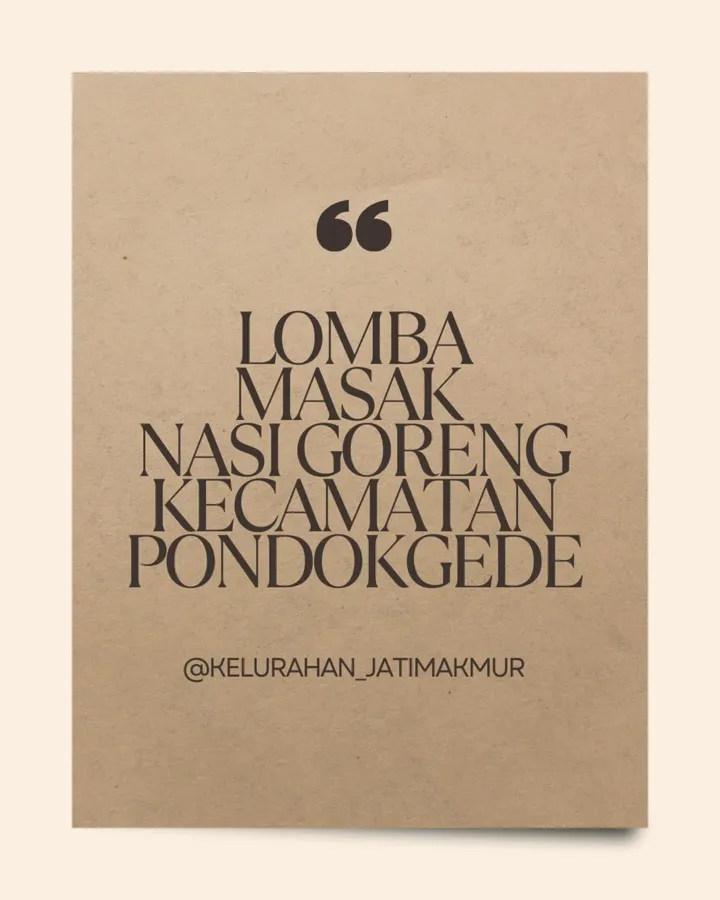 ❝
LOMBA
MASAK
NASI GORENG
KECAMATAN
PONDOKGEDE
@KELURAHAN_JATIMAKMUR